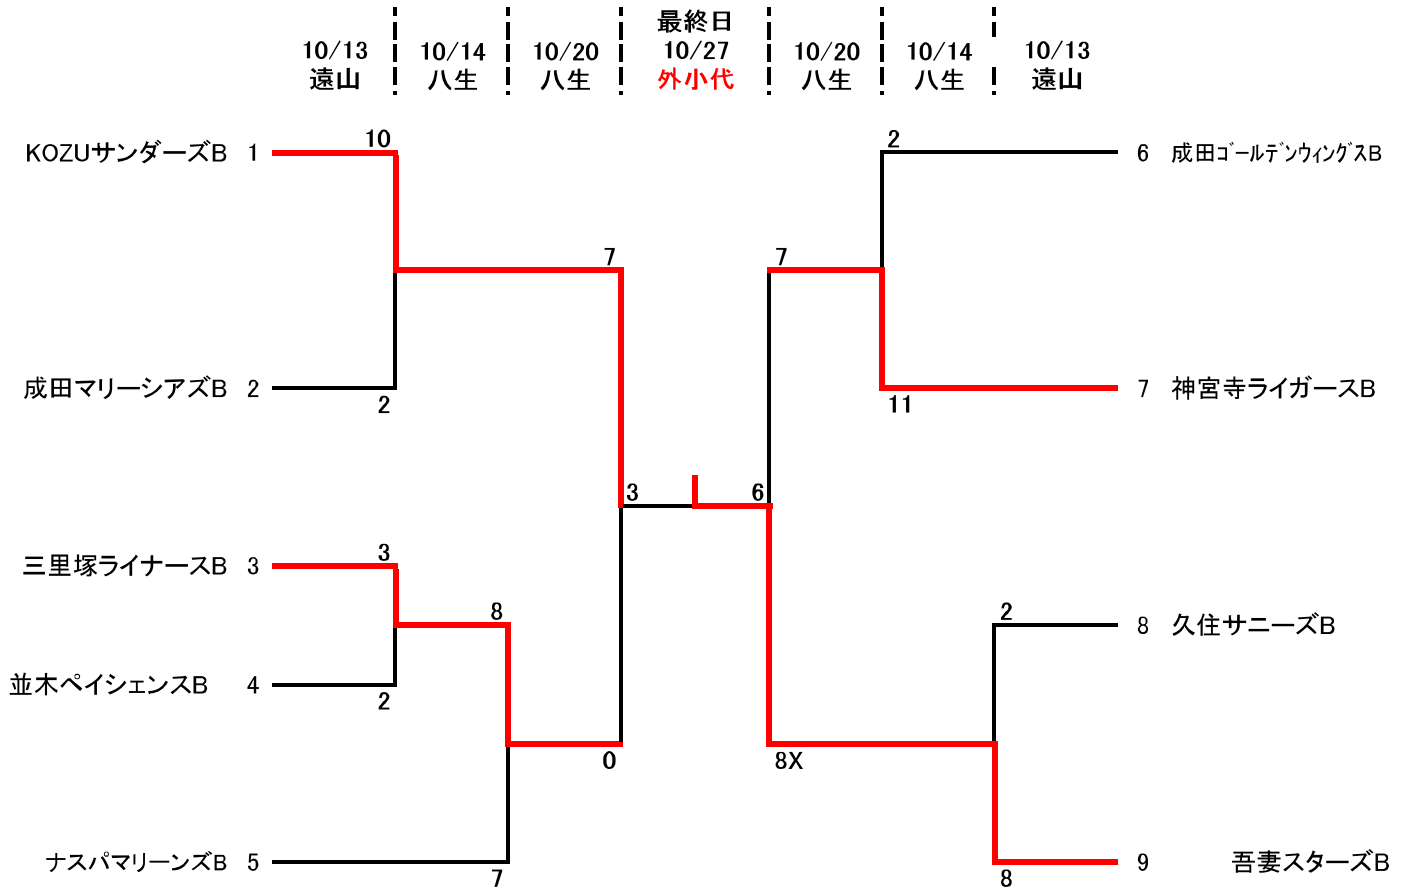 最終日
10/13 10/14 10/20 10/27 10/20 10/14 10/13
遠山 八生 八生 外小代 八生 八生 遠山
KOZUサンダーズB 1 10 2 6 成田ゴールデンウィングスB
7 7
成田マリーシアズB 2 2 11 7 神宮寺ライガースB
3 6
三里塚ライナースB 3 3
8 2 8 久住サニーズB
並木ペイシェンスB 4 2
0 8X
ナスパマリーンズB 5 7 8 9 吾妻スターズB